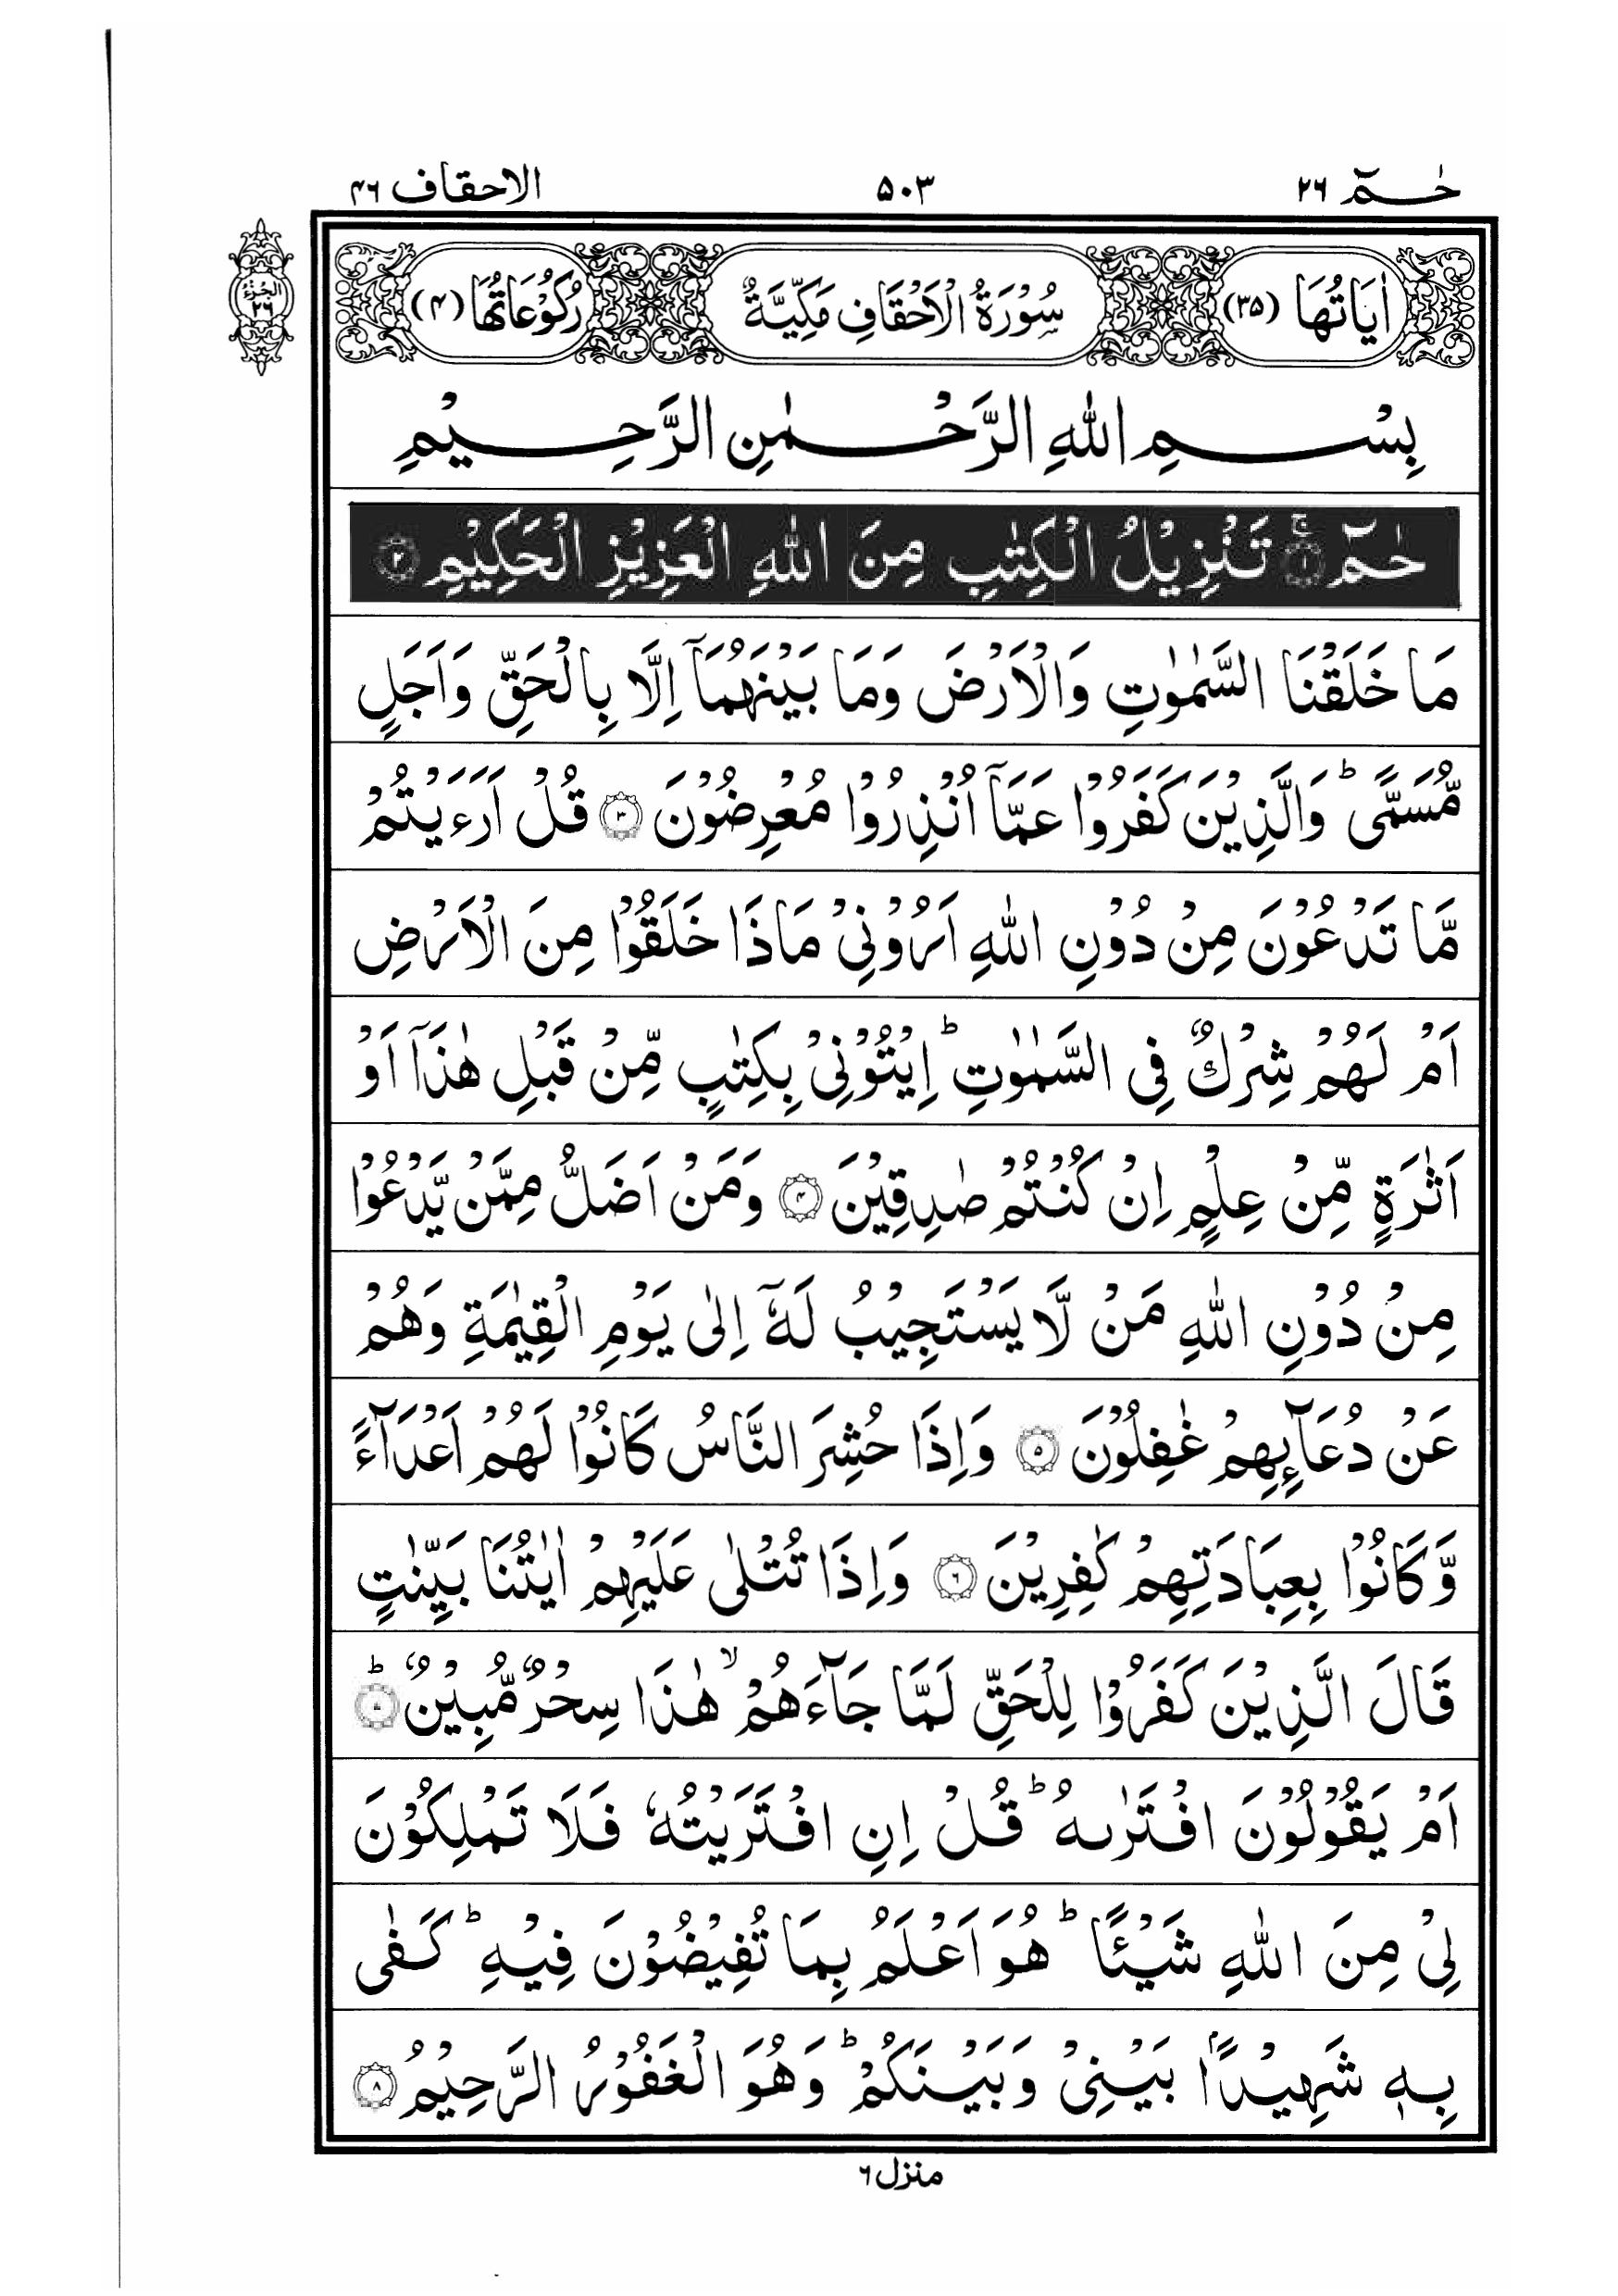 حٰـمٓ ٢٦ ٥٠٣ الاحقاف ٤٦
اٰيَاتُهَا (٣٥) سُوْرَةُ الْاَحْقَافِ مَكِّيَّةٌ رُكُوْعَاتُهَا (٤)
الجُزْءُ ٢٦
بِسْمِ اللّٰهِ الرَّحْمٰنِ الرَّحِيْمِ
حٰمٓ ۚ ﴿١﴾ تَنْزِيْلُ الْكِتٰبِ مِنَ اللّٰهِ الْعَزِيْزِ الْحَكِيْمِ ﴿٢﴾
مَا خَلَقْنَا السَّمٰوٰتِ وَالْاَرْضَ وَمَا بَيْنَهُمَاۤ اِلَّا بِالْحَقِّ وَاَجَلٍ
مُّسَمًّى ؕ وَالَّذِيْنَ كَفَرُوْا عَمَّاۤ اُنْذِرُوْا مُعْرِضُوْنَ ﴿٣﴾ قُلْ اَرَءَيْتُمْ
مَّا تَدْعُوْنَ مِنْ دُوْنِ اللّٰهِ اَرُوْنِيْ مَاذَا خَلَقُوْا مِنَ الْاَرْضِ
اَمْ لَهُمْ شِرْكٌ فِى السَّمٰوٰتِ ؕ اِيْتُوْنِيْ بِكِتٰبٍ مِّنْ قَبْلِ هٰذَاۤ اَوْ
اَثٰرَةٍ مِّنْ عِلْمٍ اِنْ كُنْتُمْ صٰدِقِيْنَ ﴿٤﴾ وَمَنْ اَضَلُّ مِمَّنْ يَّدْعُوْا
مِنْ دُوْنِ اللّٰهِ مَنْ لَّا يَسْتَجِيْبُ لَهٗۤ اِلٰى يَوْمِ الْقِيٰمَةِ وَهُمْ
عَنْ دُعَآئِهِمْ غٰفِلُوْنَ ﴿٥﴾ وَاِذَا حُشِرَ النَّاسُ كَانُوْا لَهُمْ اَعْدَآءً
وَّكَانُوْا بِعِبَادَتِهِمْ كٰفِرِيْنَ ﴿٦﴾ وَاِذَا تُتْلٰى عَلَيْهِمْ اٰيٰتُنَا بَيِّنٰتٍ
قَالَ الَّذِيْنَ كَفَرُوْا لِلْحَقِّ لَمَّا جَآءَهُمْ ۙ هٰذَا سِحْرٌ مُّبِيْنٌ ؕ ﴿٧﴾
اَمْ يَقُوْلُوْنَ افْتَرٰىهُ ؕ قُلْ اِنِ افْتَرَيْتُهٗ فَلَا تَمْلِكُوْنَ
لِيْ مِنَ اللّٰهِ شَيْـًٔا ؕ هُوَ اَعْلَمُ بِمَا تُفِيْضُوْنَ فِيْهِ ؕ كَفٰى
بِهٖ شَهِيْدًۢا بَيْنِيْ وَبَيْنَكُمْ ؕ وَهُوَ الْغَفُوْرُ الرَّحِيْمُ ﴿٨﴾
منزل ٦